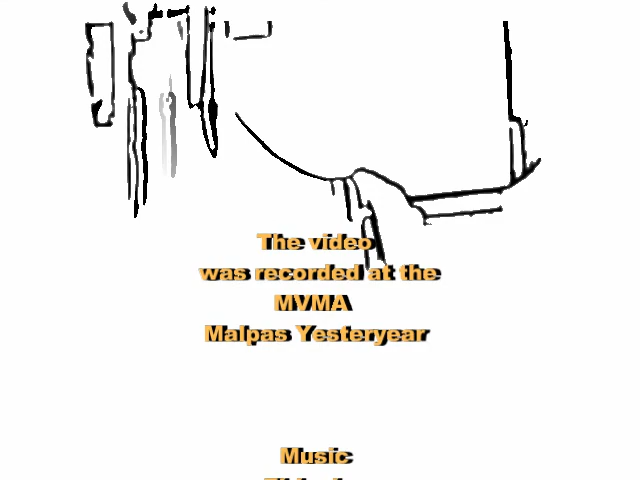 The video
was recorded at the
MVMA
Malpas Yesteryear
Music